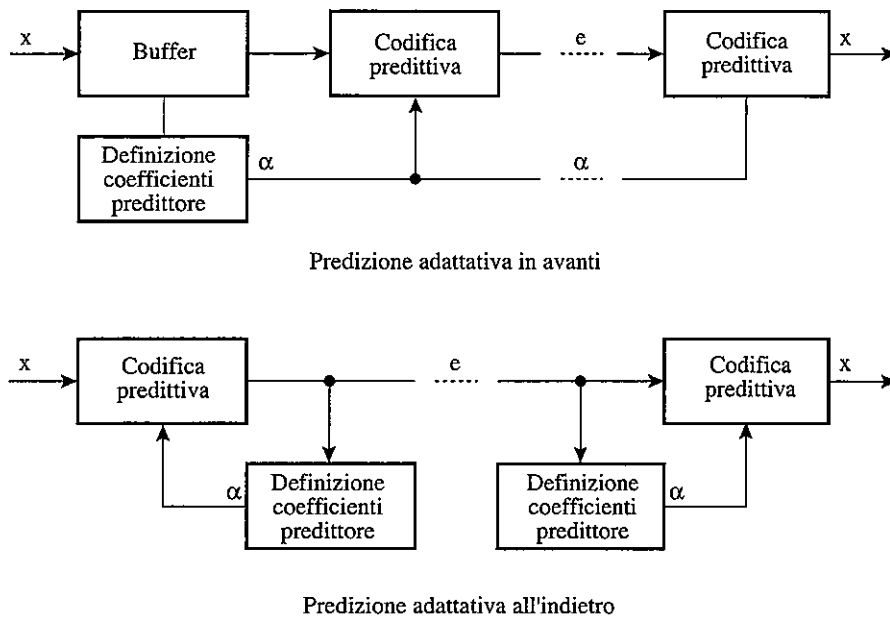 x
Buffer
Codifica
predittiva
e
Codifica
predittiva
x
Definizione
coefficienti
predittore
α
α
Predizione adattativa in avanti
x
Codifica
predittiva
e
Codifica
predittiva
x
α
Definizione
coefficienti
predittore
Definizione
coefficienti
predittore
α
Predizione adattativa all'indietro